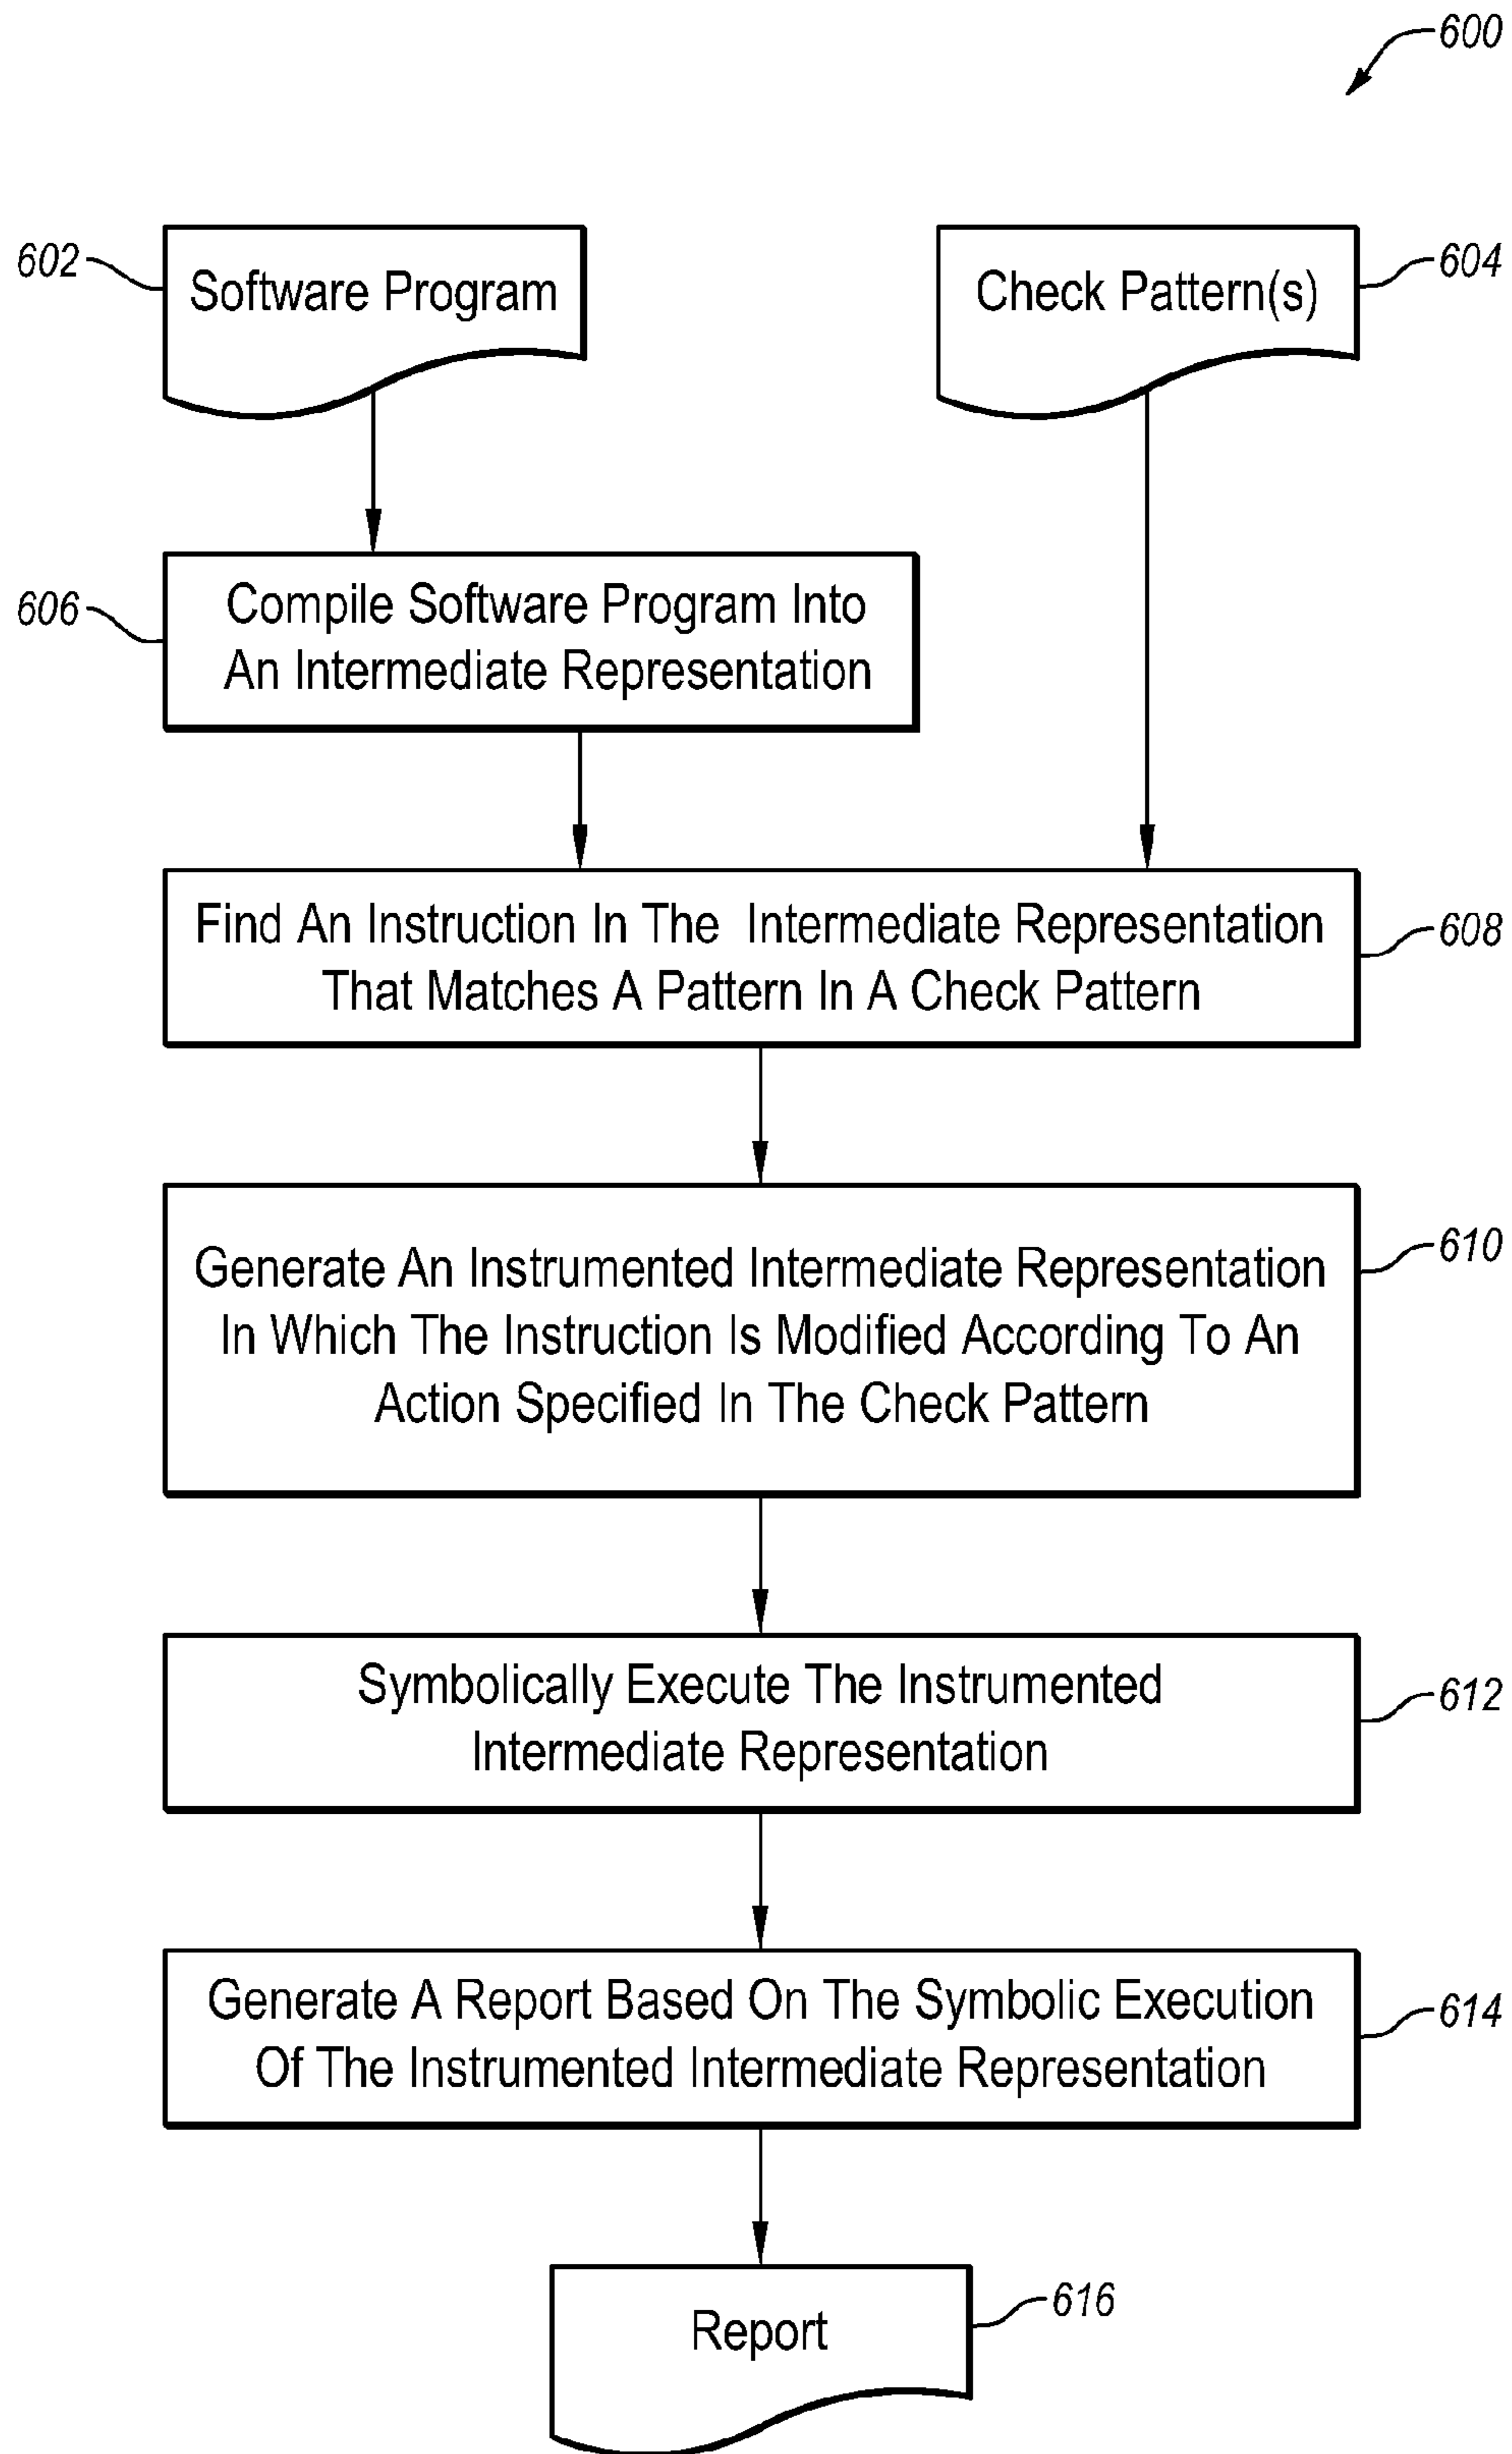 600
602
Software Program
Check Pattern(s)
604
606
Compile Software Program Into
An Intermediate Representation
Find An Instruction In The Intermediate Representation
That Matches A Pattern In A Check Pattern
608
Generate An Instrumented Intermediate Representation
In Which The Instruction Is Modified According To An
Action Specified In The Check Pattern
610
Symbolically Execute The Instrumented
Intermediate Representation
612
Generate A Report Based On The Symbolic Execution
Of The Instrumented Intermediate Representation
614
Report
616